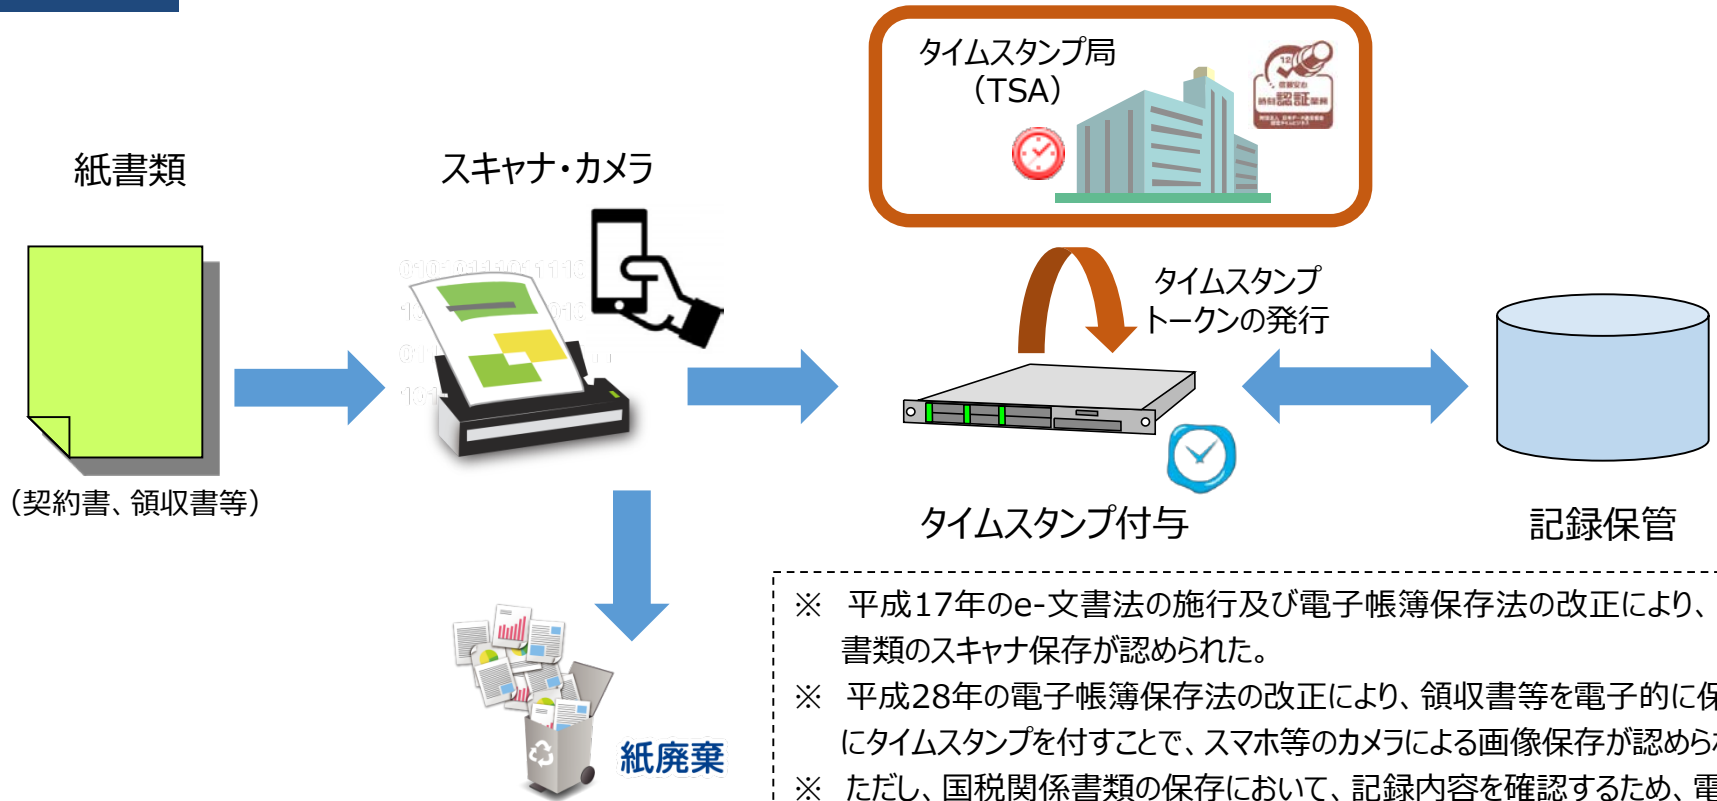 タイムスタンプ局
（TSA）
認証
紙書類
スキャナ・カメラ
タイムスタンプ
トークンの発行
（契約書、領収書等）
タイムスタンプ付与
記録保管
紙廃棄
※ 平成17年のe-文書法の施行及び電子帳簿保存法の改正により、
書類のスキャナ保存が認められた。
※ 平成28年の電子帳簿保存法の改正により、領収書等を電子的に保
にタイムスタンプを付すことで、スマホ等のカメラによる画像保存が認められ
※ ただし、国税関係書類の保存において、記録内容を確認するため、電